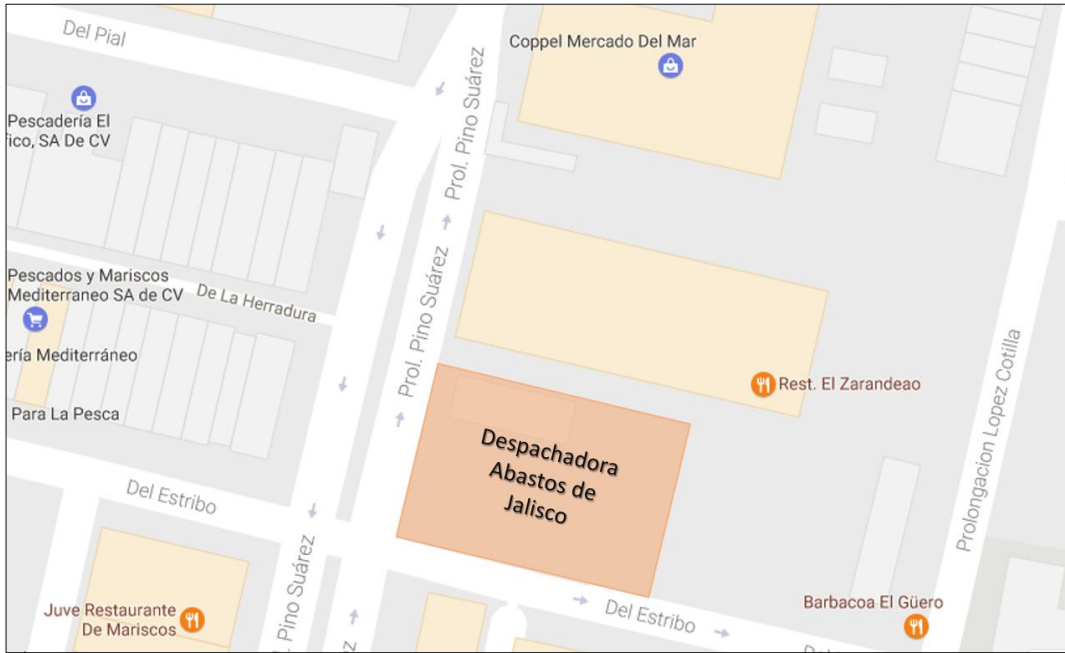 Del Pial
Coppel Mercado Del Mar
Prol. Pino Suárez
Pescadería El
fico, SA De CV
Prol. Pino Suárez
Pescados y Mariscos
Mediterraneo SA de CV
De La Herradura
ería Mediterráneo
Para La Pesca
Rest. El Zarandeao
Prolongacion Lopez Cotilla
Despachadora
Abastos de
Jalisco
Del Estribo
Pino Suárez
Juve Restaurante
De Mariscos
Del Estribo
Barbacoa El Güero